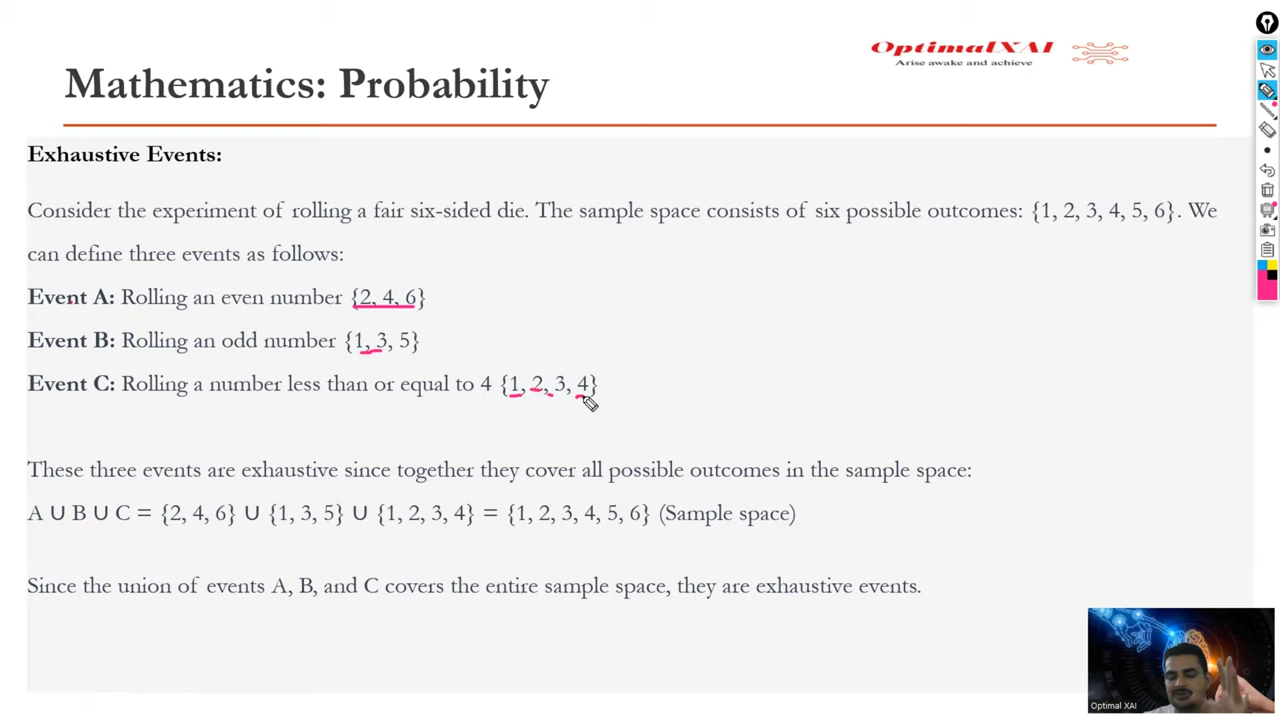 OptimalXAI
Arise awake and achieve
Mathematics: Probability
Exhaustive Events:
Consider the experiment of rolling a fair six-sided die. The sample space consists of six possible outcomes: {1, 2, 3, 4, 5, 6}. We
can define three events as follows:
Event A: Rolling an even number {2, 4, 6}
Event B: Rolling an odd number {1, 3, 5}
Event C: Rolling a number less than or equal to 4 {1, 2, 3, 4}
These three events are exhaustive since together they cover all possible outcomes in the sample space:
A ∪ B ∪ C = {2, 4, 6} ∪ {1, 3, 5} ∪ {1, 2, 3, 4} = {1, 2, 3, 4, 5, 6} (Sample space)
Since the union of events A, B, and C covers the entire sample space, they are exhaustive events.
Optimal XAI